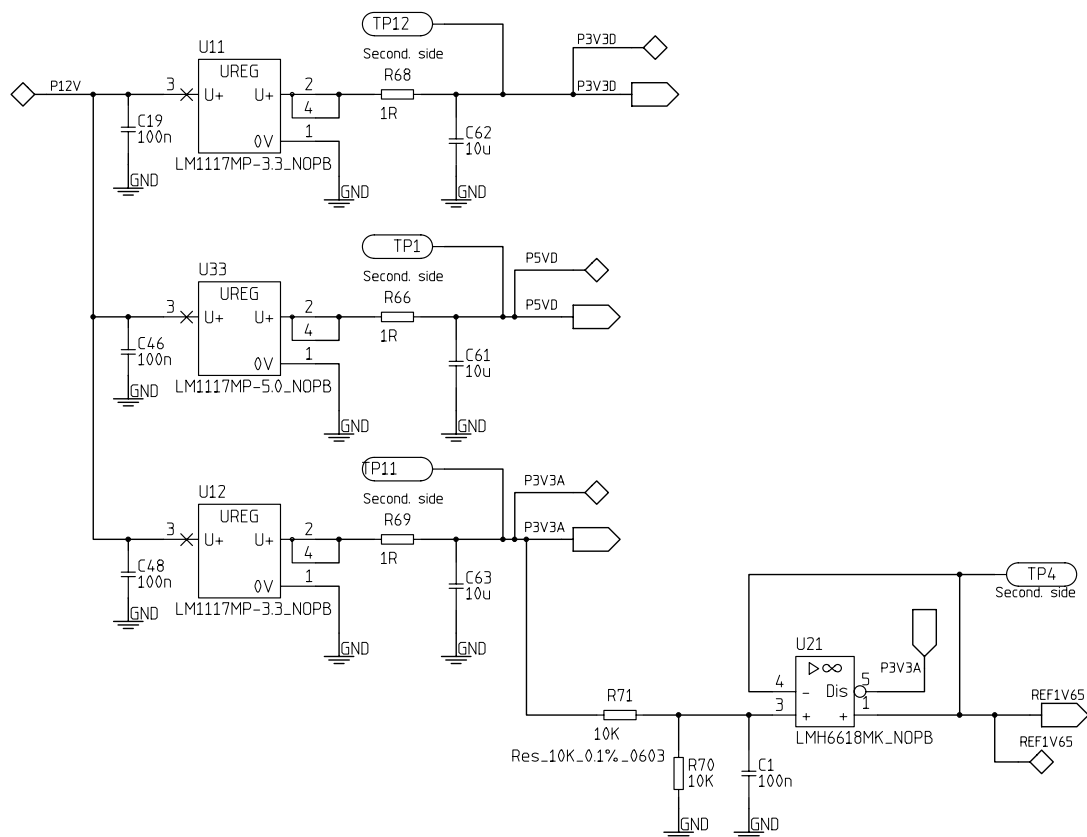 TP12
P3V3D
Second. side
U11
UREG
R68
P12V
3
U+
U+
2
4
1R
P3V3D
C19
100n
0V
1
C62
10u
LM1117MP-3.3_NOPB
GND
GND
GND
TP1
P5VD
Second. side
U33
UREG
R66
3
U+
U+
2
4
1R
P5VD
C46
100n
0V
1
C61
10u
LM1117MP-5.0_NOPB
GND
GND
GND
TP11
P3V3A
Second. side
U12
UREG
R69
3
U+
U+
2
4
1R
P3V3A
C48
100n
0V
1
C63
10u
LM1117MP-3.3_NOPB
GND
GND
GND
TP4
Second. side
U21
▷∞
P3V3A
4
-
Dis
5
3
+
+
1
LMH6618MK_NOPB
REF1V65
REF1V65
R71
10K
Res_10K_0.1%_0603
R70
10K
C1
100n
GND
GND